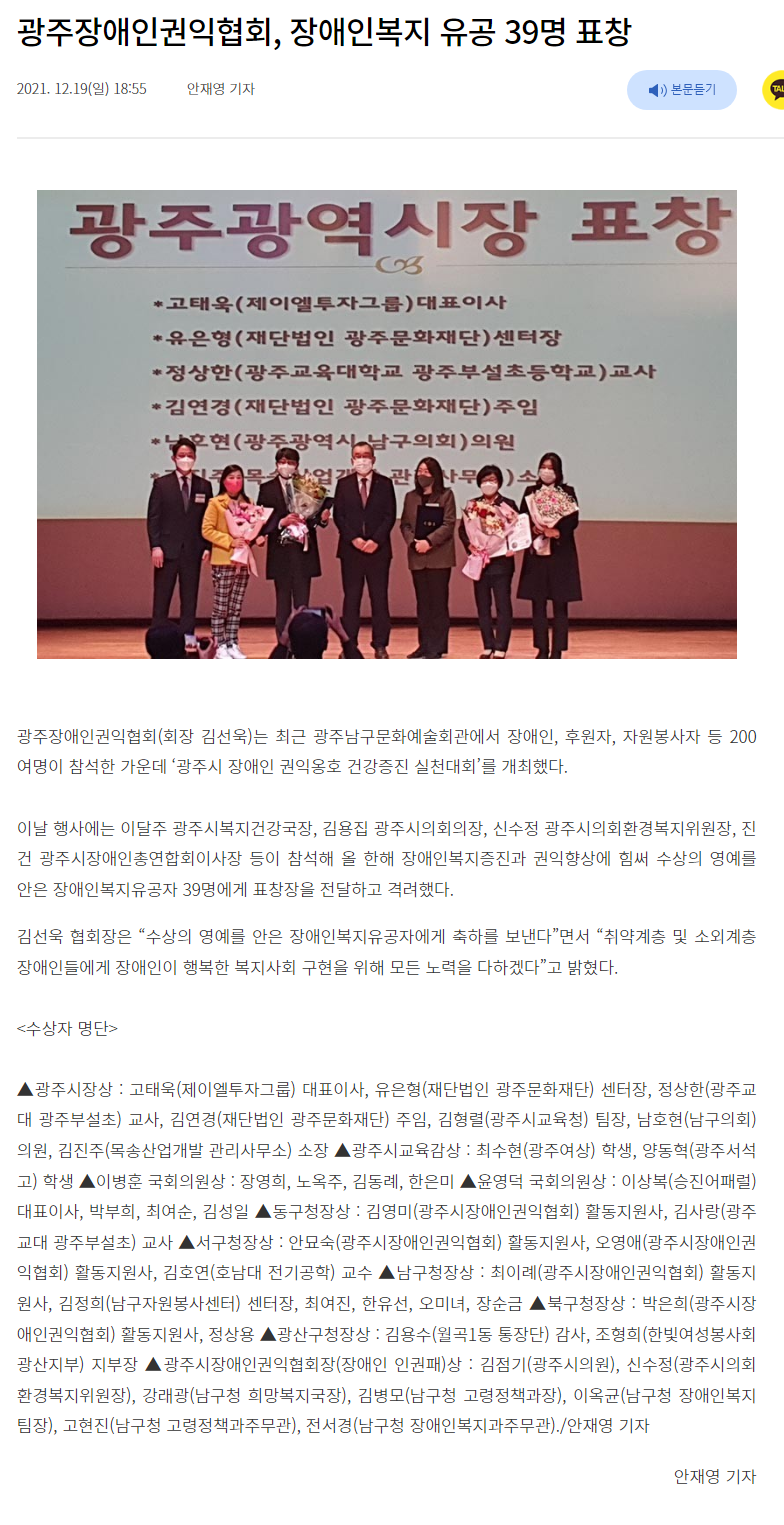 광주장애인권익협회, 장애인복지 유공 39명 표창
2021. 12.19(일) 18:55 안재영 기자
본문듣기
TAL
광주광역시장 표창
*고태욱(제이엘투자그룹)대표이사
*유은형(재단법인 광주문화재단)센터장
*정상한(광주교육대학교 광주부설초등학교)교사
*김연경(재단법인 광주문화재단)주임
*남호현(광주광역시 남구의회)의원
광주장애인권익협회(회장 김선욱)는 최근 광주남구문화예술회관에서 장애인, 후원자, 자원봉사자 등 200
여명이 참석한 가운데 ‘광주시 장애인 권익옹호 건강증진 실천대회’를 개최했다.
이날 행사에는 이달주 광주시복지건강국장, 김용집 광주시의회의장, 신수정 광주시의회환경복지위원장, 진
건 광주시장애인총연합회이사장 등이 참석해 올 한해 장애인복지증진과 권익향상에 힘써 수상의 영예를
안은 장애인복지유공자 39명에게 표창장을 전달하고 격려했다.
김선욱 협회장은 “수상의 영예를 안은 장애인복지유공자에게 축하를 보낸다”면서 “취약계층 및 소외계층
장애인들에게 장애인이 행복한 복지사회 구현을 위해 모든 노력을 다하겠다”고 밝혔다.
<수상자 명단>
▲광주시장상 : 고태욱(제이엘투자그룹) 대표이사, 유은형(재단법인 광주문화재단) 센터장, 정상한(광주교
대 광주부설초) 교사, 김연경(재단법인 광주문화재단) 주임, 김형렬(광주시교육청) 팀장, 남호현(남구의회)
의원, 김진주(목송산업개발 관리사무소) 소장 ▲광주시교육감상 : 최수현(광주여상) 학생, 양동혁(광주서석
고) 학생 ▲이병훈 국회의원상 : 장영희, 노옥주, 김동례, 한은미 ▲윤영덕 국회의원상 : 이상복(승진어패럴)
대표이사, 박부희, 최여순, 김성일 ▲동구청장상 : 김영미(광주시장애인권익협회) 활동지원사, 김사랑(광주
교대 광주부설초) 교사 ▲서구청장상 : 안묘숙(광주시장애인권익협회) 활동지원사, 오영애(광주시장애인권
익협회) 활동지원사, 김호연(호남대 전기공학) 교수 ▲남구청장상 : 최이례(광주시장애인권익협회) 활동지
원사, 김정희(남구자원봉사센터) 센터장, 최여진, 한유선, 오미녀, 장순금 ▲북구청장상 : 박은희(광주시장
애인권익협회) 활동지원사, 정상용 ▲광산구청장상 : 김용수(월곡1동 통장단) 감사, 조형희(한빛여성봉사회
광산지부) 지부장 ▲광주시장애인권익협회장(장애인 인권패)상 : 김점기(광주시의원), 신수정(광주시의회
환경복지위원장), 강래광(남구청 희망복지국장), 김병모(남구청 고령정책과장), 이옥균(남구청 장애인복지
팀장), 고현진(남구청 고령정책과주무관), 전서경(남구청 장애인복지과주무관)./안재영 기자
안재영 기자